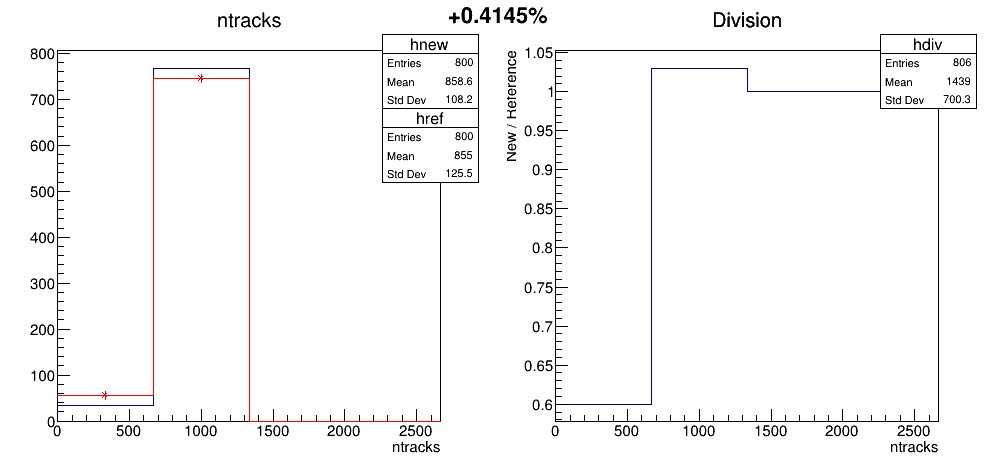 +0.4145%
ntracks
hnew
Entries 800
Mean 858.6
Std Dev 108.2
href
Entries 800
Mean 855
Std Dev 125.5
800
700
600
500
400
300
200
100
0
0 500 1000 1500 2000 2500
ntracks
Division
hdiv
Entries 806
Mean 1439
Std Dev 700.3
New / Reference
1.05
1
0.95
0.9
0.85
0.8
0.75
0.7
0.65
0.6
0 500 1000 1500 2000 2500
ntracks